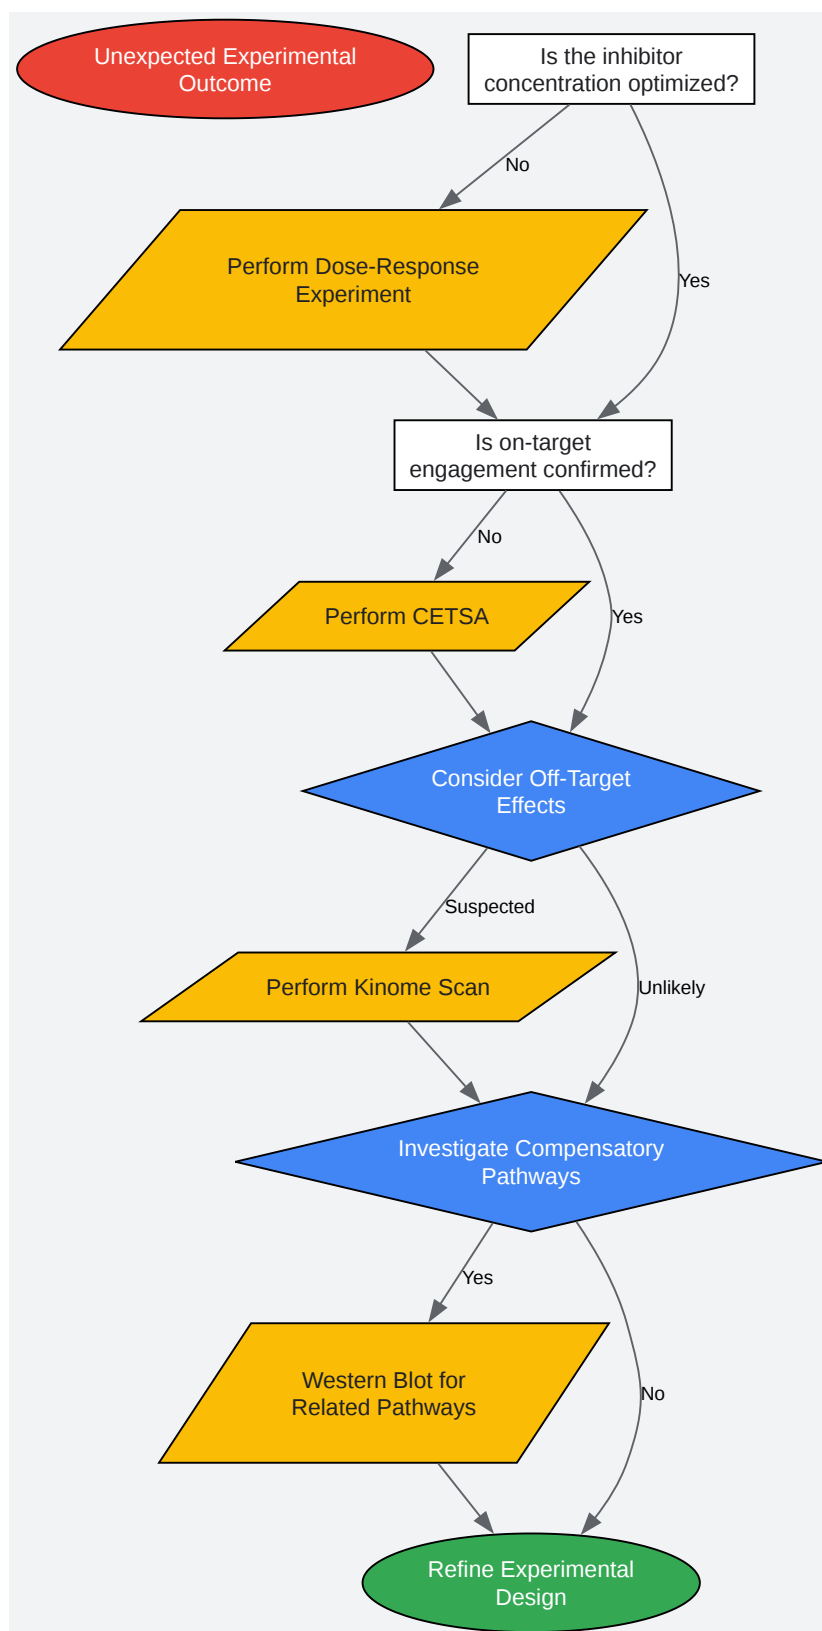 Unexpected Experimental
Outcome
Is the inhibitor
concentration optimized?
No
Yes
Perform Dose-Response
Experiment
Is on-target
engagement confirmed?
No
Yes
Perform CETSA
Consider Off-Target
Effects
Suspected
Unlikely
Perform Kinome Scan
Investigate Compensatory
Pathways
Yes
No
Western Blot for
Related Pathways
Refine Experimental
Design